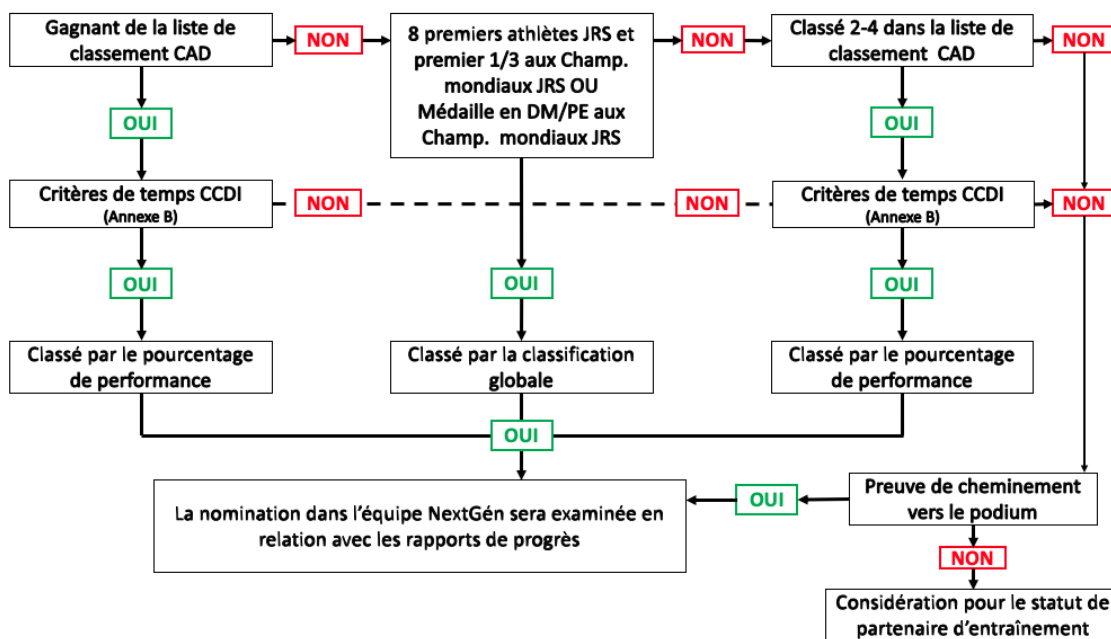 Gagnant de la liste de
classement CAD
NON
8 premiers athlètes JRS et
premier 1/3 aux Champ.
mondiaux JRS OU
Médaille en DM/PE aux
Champ. mondiaux JRS
NON
Classé 2-4 dans la liste de
classement CAD
NON
OUI
OUI
Critères de temps CCDI
(Annexe B)
NON
NON
Critères de temps CCDI
(Annexe B)
NON
OUI
OUI
OUI
Classé par le pourcentage
de performance
Classé par la classification
globale
Classé par le pourcentage
de performance
OUI
La nomination dans l'équipe NextGén sera examinée en
relation avec les rapports de progrès
OUI
Preuve de cheminement
vers le podium
NON
Considération pour le statut de
partenaire d'entraînement